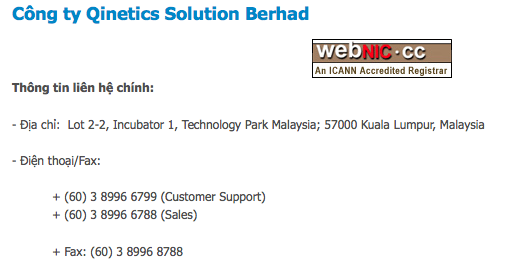 Công ty Qinetics Solution Berhad
webNIC.cc
An ICANN Accredited Registrar
Thông tin liên hệ chính:
- Địa chỉ: Lot 2-2, Incubator 1, Technology Park Malaysia; 57000 Kuala Lumpur, Malaysia
- Điện thoại/Fax:
+ (60) 3 8996 6799 (Customer Support)
+ (60) 3 8996 6788 (Sales)
+ Fax: (60) 3 8996 8788